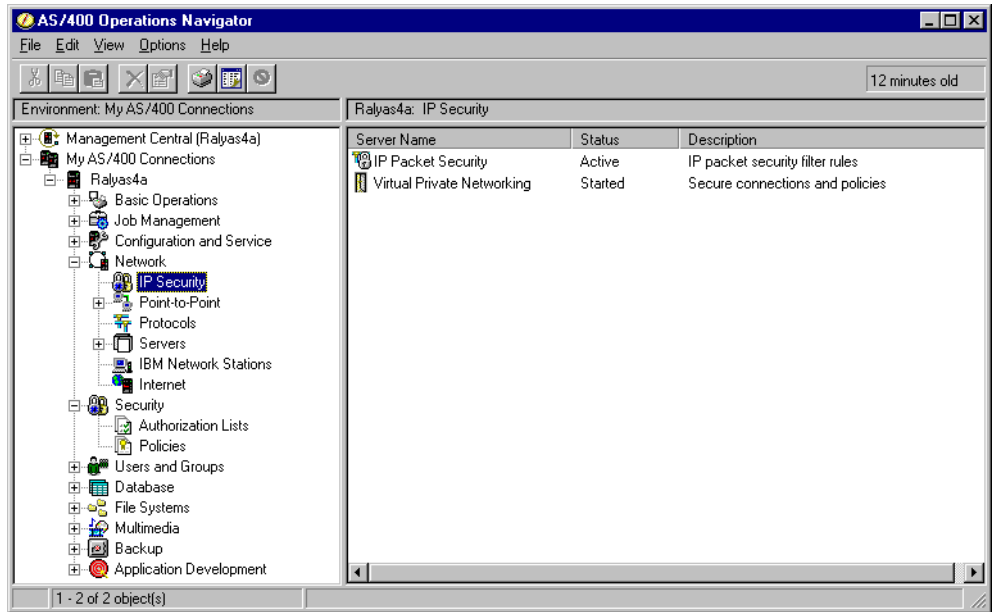 AS/400 Operations Navigator
File Edit View Options Help
12 minutes old
Environment: My AS/400 Connections
Ralyas4a: IP Security
Management Central (Ralyas4a)
My AS/400 Connections
Ralyas4a
Basic Operations
Job Management
Configuration and Service
Network
IP Security
Point-to-Point
Protocols
Servers
IBM Network Stations
Internet
Security
Authorization Lists
Policies
Users and Groups
Database
File Systems
Multimedia
Backup
Application Development
Server Name Status Description
IP Packet Security Active IP packet security filter rules
Virtual Private Networking Started Secure connections and policies
1 - 2 of 2 object(s)